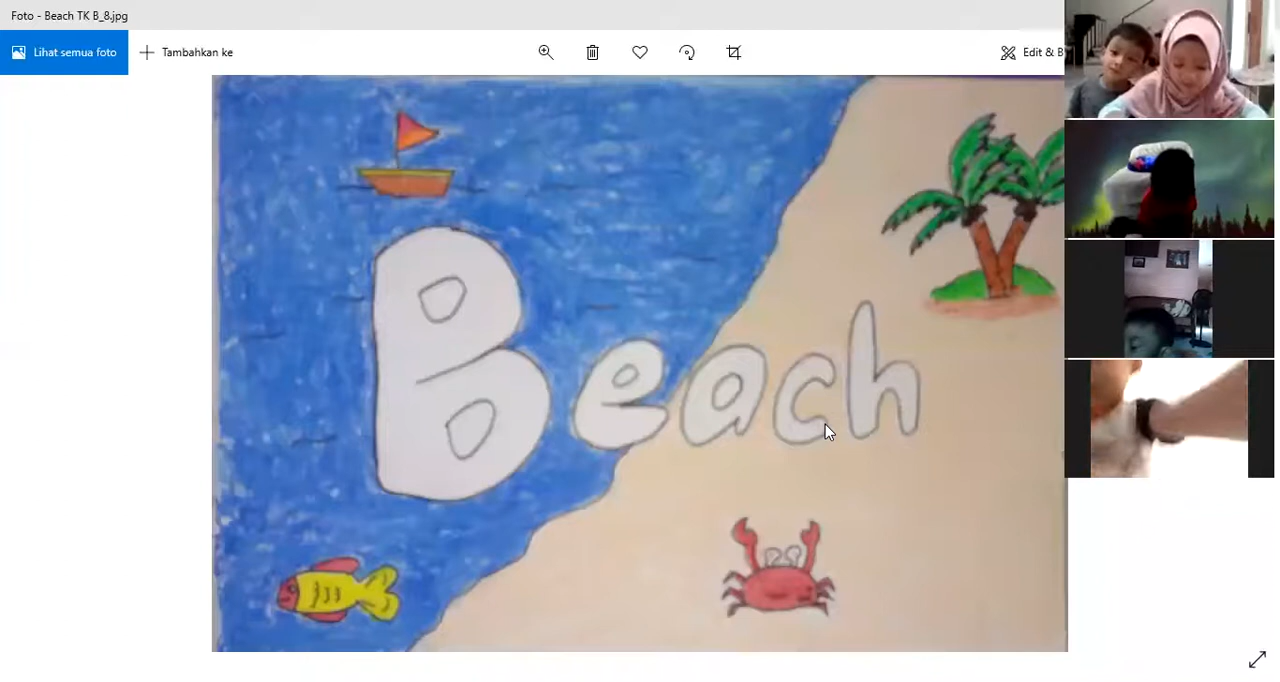 Foto - Beach TK B_8.jpg
Lihat semua foto
Tambahkan ke
Edit & B
Beach